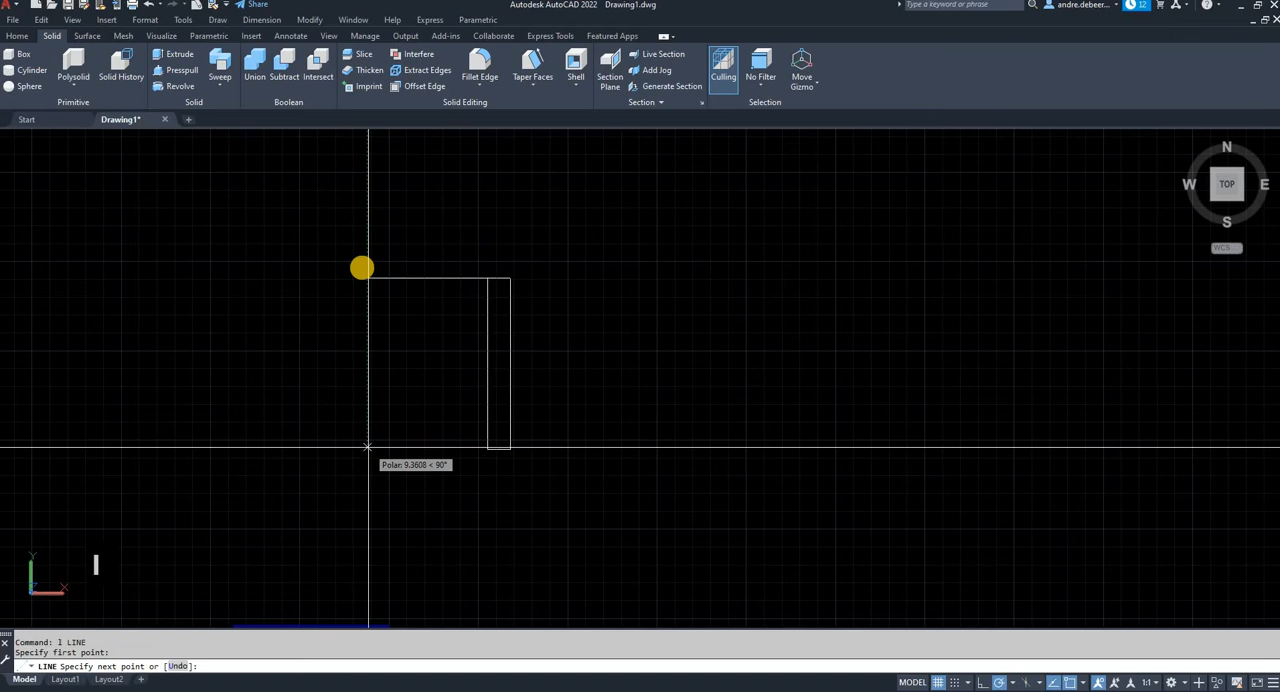 Autodesk AutoCAD 2022 Drawing1.dwg
Share
Type a keyword or phrase
andre.debeer...
12
File Edit View Insert Format Tools Draw Dimension Modify Window Help Express Parametric
Home Solid Surface Mesh Visualize Parametric Insert Annotate View Manage Output Add-ins Collaborate Express Tools Featured Apps
Box
Cylinder
Sphere
Polysolid
Solid History
Extrude
Presspull
Revolve
Sweep
Union
Subtract
Intersect
Slice
Thicken
Imprint
Interfere
Extract Edges
Offset Edge
Fillet Edge
Taper Faces
Shell
Section
Plane
Live Section
Add Jog
Generate Section
Culling
No Filter
Move
Gizmo
Primitive
Solid
Boolean
Solid Editing
Section
Selection
Start
Drawing1*
N
W
TOP
E
S
WCS
Polar: 9.3608 < 90°
Y
X
l
Command: l LINE
Specify first point:
LINE Specify next point or [Undo]:
Model Layout1 Layout2
MODEL
1:1